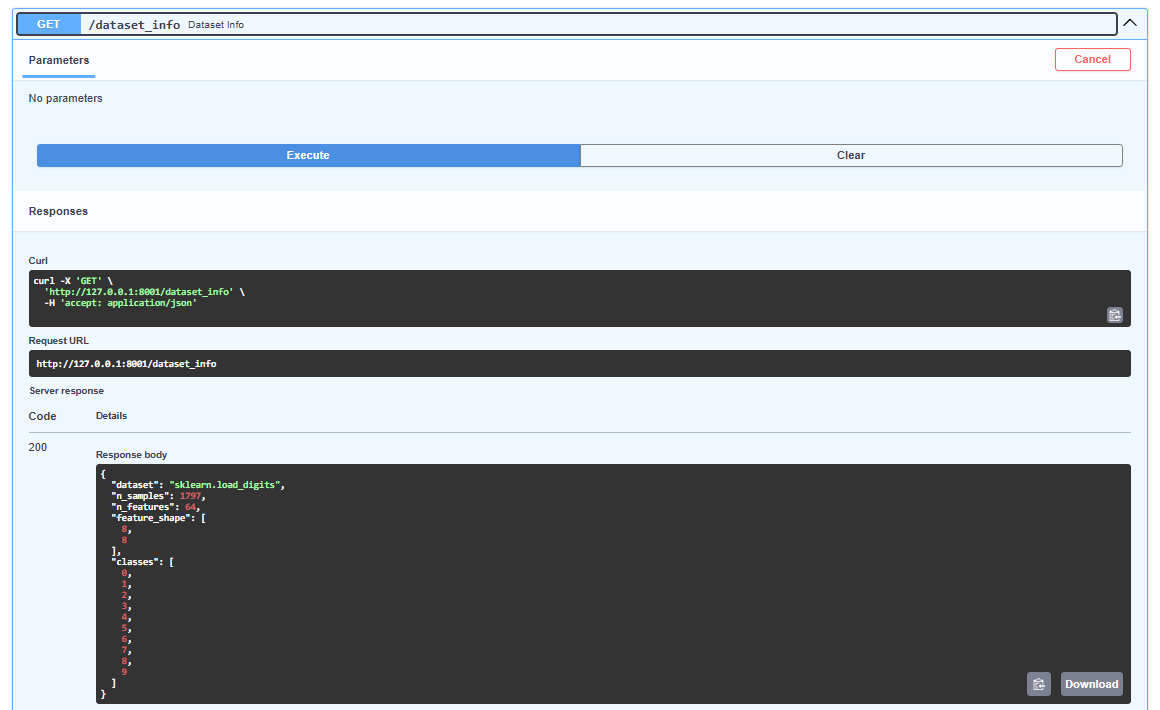 GET /dataset_info Dataset Info
Parameters
Cancel
No parameters
Execute
Clear
Responses
Curl
curl -X 'GET' \
  'http://127.0.0.1:8001/dataset_info' \
  -H 'accept: application/json'
Request URL
http://127.0.0.1:8001/dataset_info
Server response
Code Details
200
Response body
{
  "dataset": "sklearn.load_digits",
  "n_samples": 1797,
  "n_features": 64,
  "feature_shape": [
    8,
    8
  ],
  "classes": [
    0,
    1,
    2,
    3,
    4,
    5,
    6,
    7,
    8,
    9
  ]
}
Download